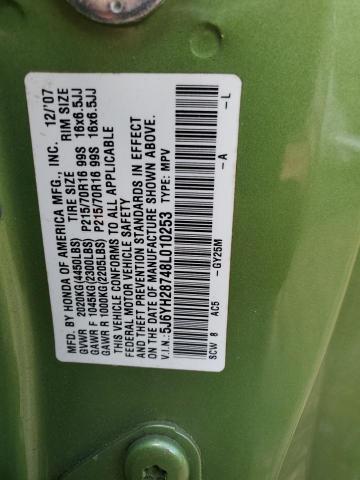 MFD. BY HONDA OF AMERICA MFG., INC. 12/'07
GVWR 2020KG(4450LBS) TIRE SIZE RIM SIZE
GAWR F 1045KG(2300LBS) P215/70R16 99S 16x6.5JJ
GAWR R 1000KG(2205LBS) P215/70R16 99S 16x6.5JJ
THIS VEHICLE CONFORMS TO ALL APPLICABLE
FEDERAL MOTOR VEHICLE SAFETY
AND THEFT PREVENTION STANDARDS IN EFFECT
ON THE DATE OF MANUFACTURE SHOWN ABOVE.
V.I.N.: 5J6YH28748L010253 TYPE: MPV
SCW 8 AC5 -GY25M -A -L